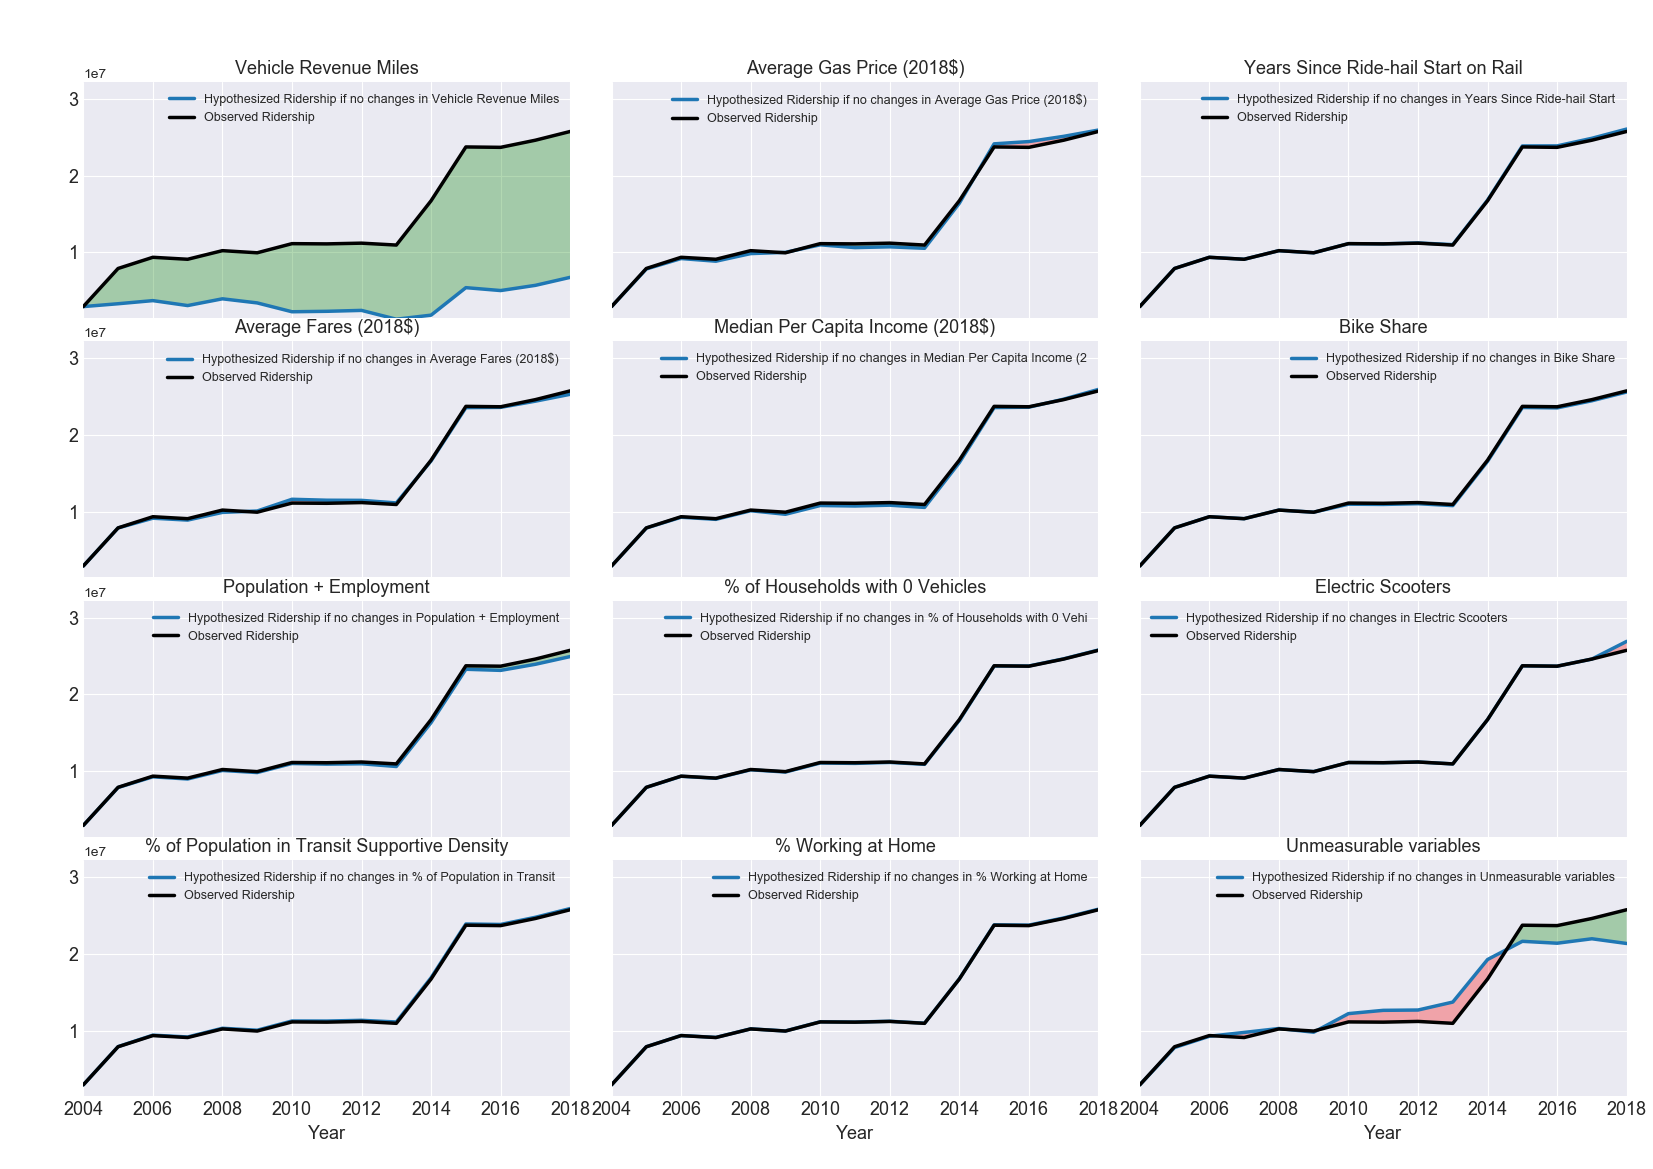 Vehicle Revenue Miles
1e7
3
2
1
Hypothesized Ridership if no changes in Vehicle Revenue Miles
Observed Ridership
Average Gas Price (2018$)
Hypothesized Ridership if no changes in Average Gas Price (2018$)
Observed Ridership
Years Since Ride-hail Start on Rail
Hypothesized Ridership if no changes in Years Since Ride-hail Start
Observed Ridership
Average Fares (2018$)
1e7
3
2
1
Hypothesized Ridership if no changes in Average Fares (2018$)
Observed Ridership
Median Per Capita Income (2018$)
Hypothesized Ridership if no changes in Median Per Capita Income (2
Observed Ridership
Bike Share
Hypothesized Ridership if no changes in Bike Share
Observed Ridership
Population + Employment
1e7
3
2
1
Hypothesized Ridership if no changes in Population + Employment
Observed Ridership
% of Households with 0 Vehicles
Hypothesized Ridership if no changes in % of Households with 0 Vehi
Observed Ridership
Electric Scooters
Hypothesized Ridership if no changes in Electric Scooters
Observed Ridership
% of Population in Transit Supportive Density
1e7
3
2
1
Hypothesized Ridership if no changes in % of Population in Transit
Observed Ridership
2004 2006 2008 2010 2012 2014 2016 2018
Year
% Working at Home
Hypothesized Ridership if no changes in % Working at Home
Observed Ridership
2004 2006 2008 2010 2012 2014 2016 2018
Year
Unmeasurable variables
Hypothesized Ridership if no changes in Unmeasurable variables
Observed Ridership
2004 2006 2008 2010 2012 2014 2016 2018
Year